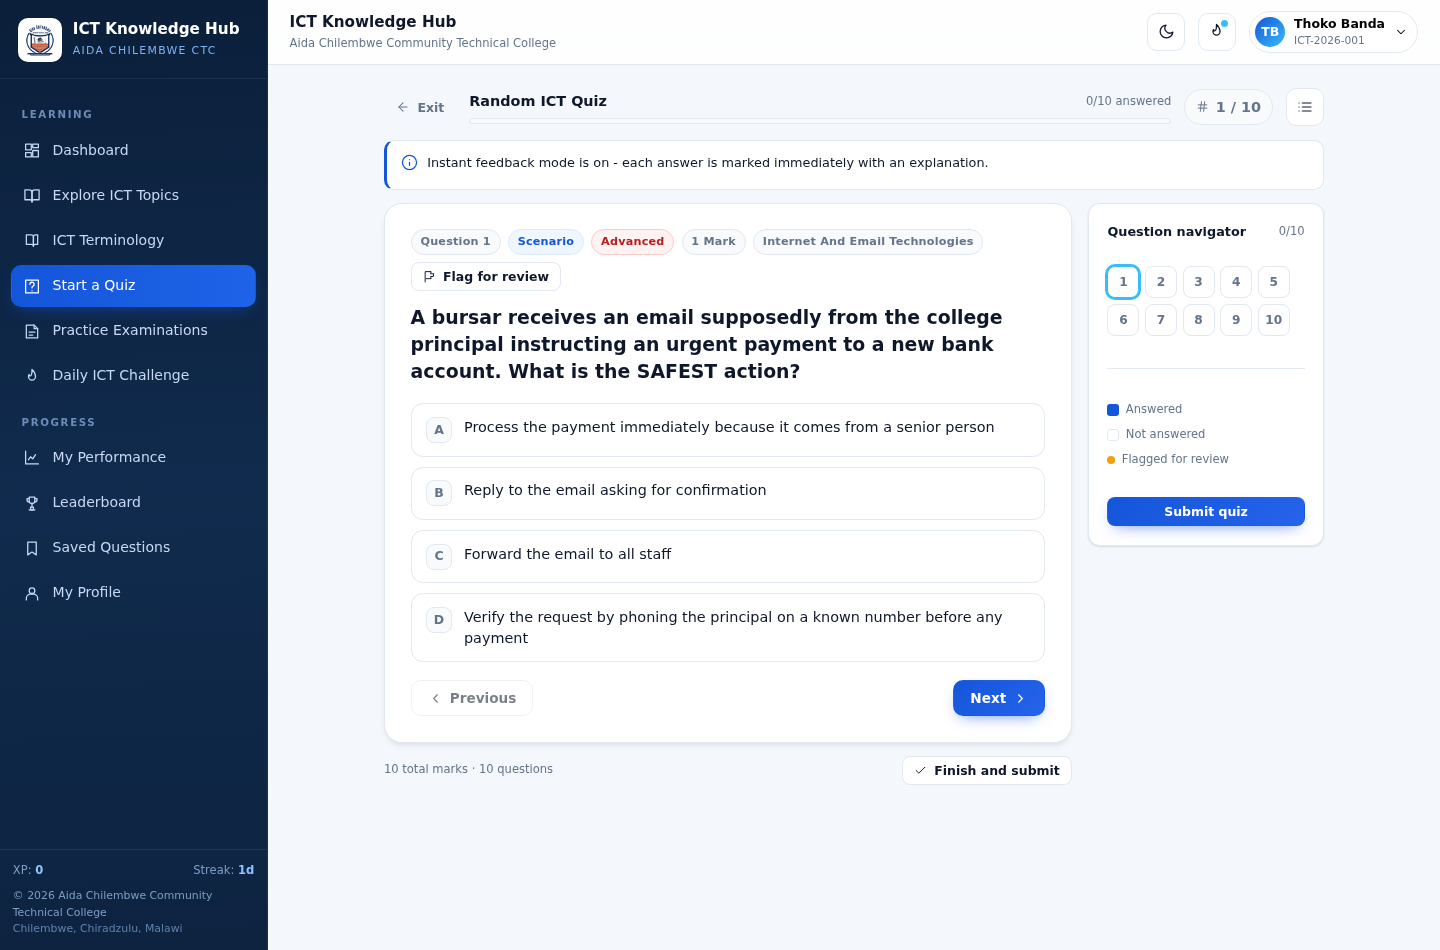 ICT Knowledge Hub
AIDA CHILEMBWE CTC
LEARNING
Dashboard
Explore ICT Topics
ICT Terminology
Start a Quiz
Practice Examinations
Daily ICT Challenge
PROGRESS
My Performance
Leaderboard
Saved Questions
My Profile
XP: 0
Streak: 1d
© 2026 Aida Chilembwe Community
Technical College
Chilembwe, Chiradzulu, Malawi
ICT Knowledge Hub
Aida Chilembwe Community Technical College
TB
Thoko Banda
ICT-2026-001
Exit
Random ICT Quiz
0/10 answered
# 1 / 10
Instant feedback mode is on - each answer is marked immediately with an explanation.
Question 1
Scenario
Advanced
1 Mark
Internet And Email Technologies
Flag for review
A bursar receives an email supposedly from the college
principal instructing an urgent payment to a new bank
account. What is the SAFEST action?
A Process the payment immediately because it comes from a senior person
B Reply to the email asking for confirmation
C Forward the email to all staff
D Verify the request by phoning the principal on a known number before any
payment
Previous
Next
10 total marks · 10 questions
Finish and submit
Question navigator
0/10
1 2 3 4 5
6 7 8 9 10
Answered
Not answered
Flagged for review
Submit quiz